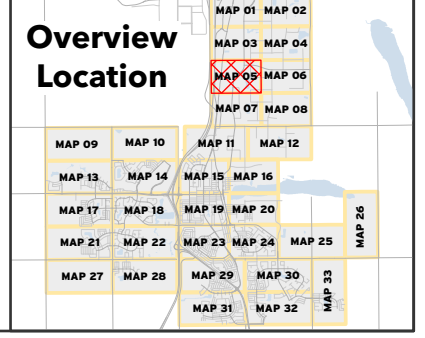 MAP 01 MAP 02
Overview
Location
MAP 03 MAP 04
MAP 05 MAP 06
MAP 07 MAP 08
MAP 09 MAP 10 MAP 11 MAP 12
MAP 13 MAP 14 MAP 15 MAP 16
MAP 17 MAP 18 MAP 19 MAP 20 MAP 26
MAP 21 MAP 22 MAP 23 MAP 24 MAP 25
MAP 27 MAP 28 MAP 29 MAP 30 MAP 33
MAP 31 MAP 32